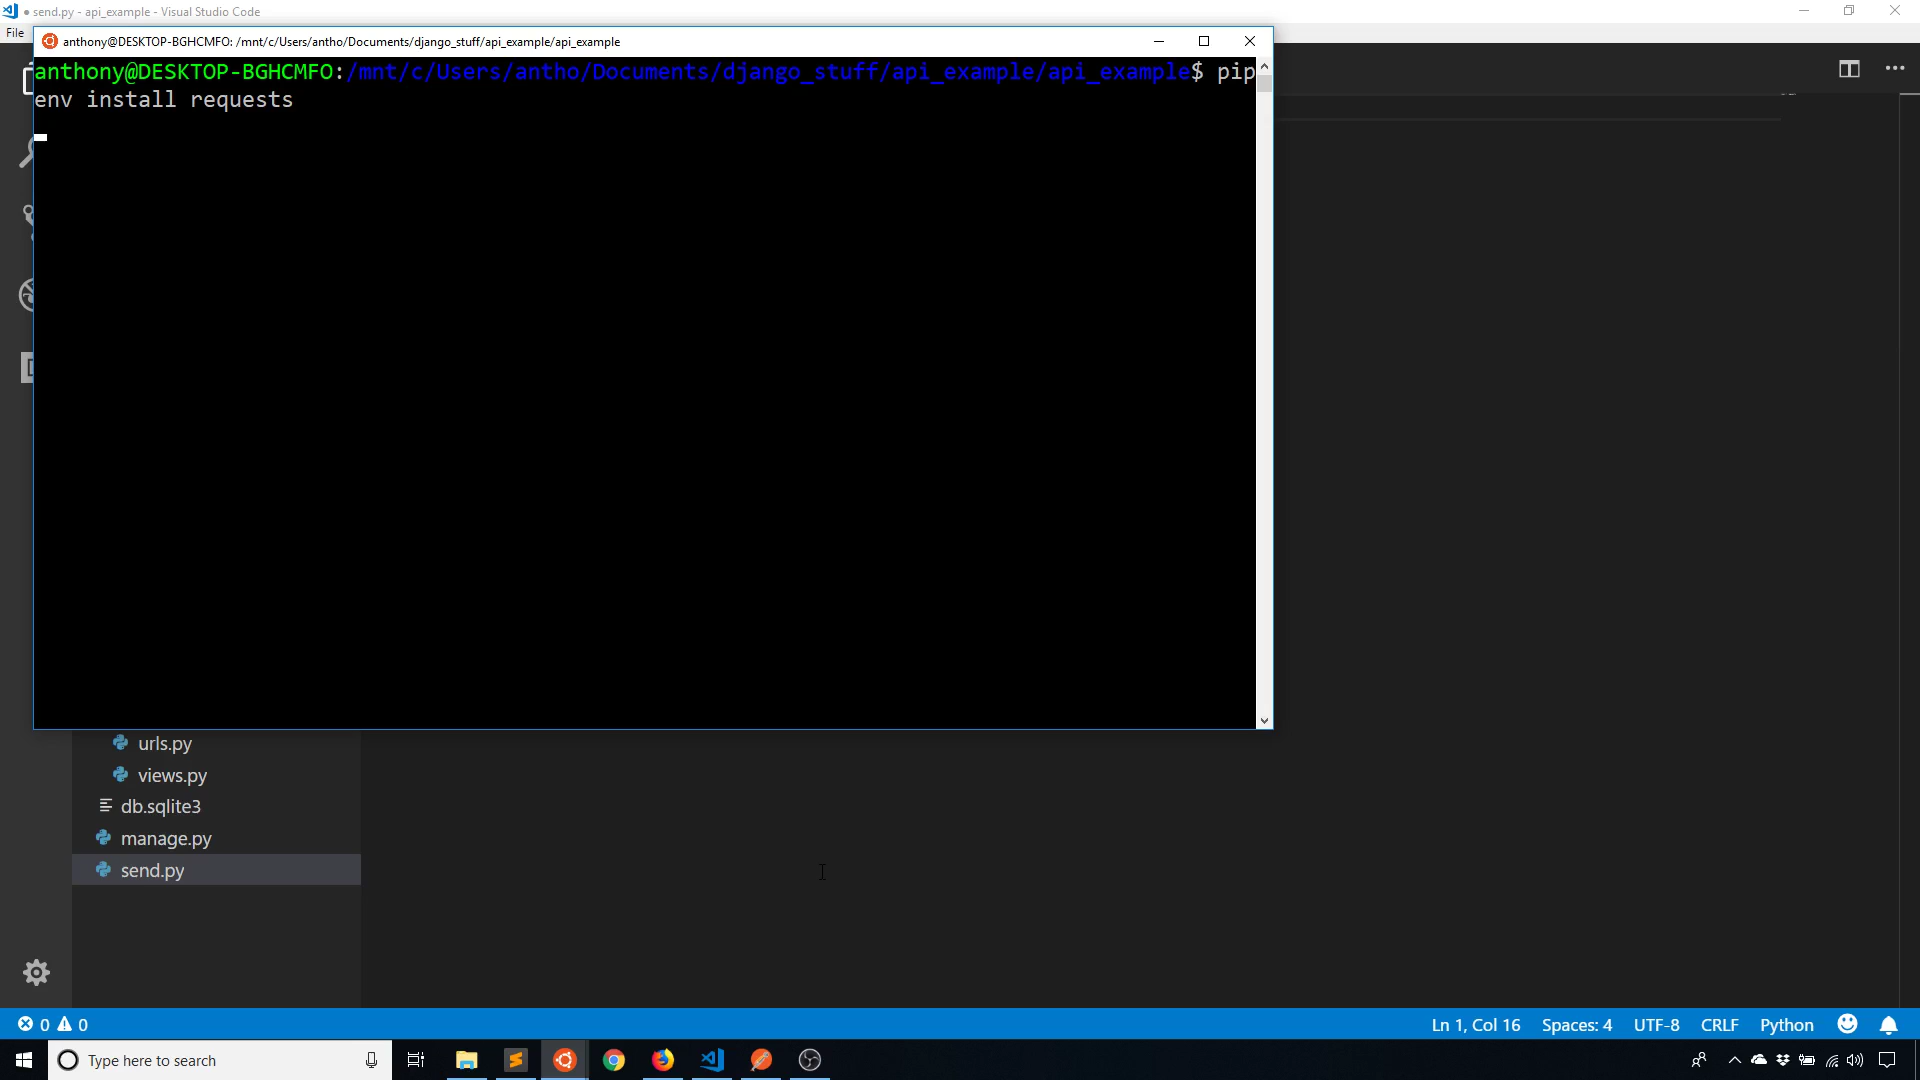 ● send.py - api_example - Visual Studio Code
File
anthony@DESKTOP-BGHCMFO: /mnt/c/Users/antho/Documents/django_stuff/api_example/api_example
anthony@DESKTOP-BGHCMFO:/mnt/c/Users/antho/Documents/django_stuff/api_example/api_example$ pip
env install requests
urls.py
views.py
db.sqlite3
manage.py
send.py
0 0
Ln 1, Col 16 Spaces: 4 UTF-8 CRLF Python
Type here to search